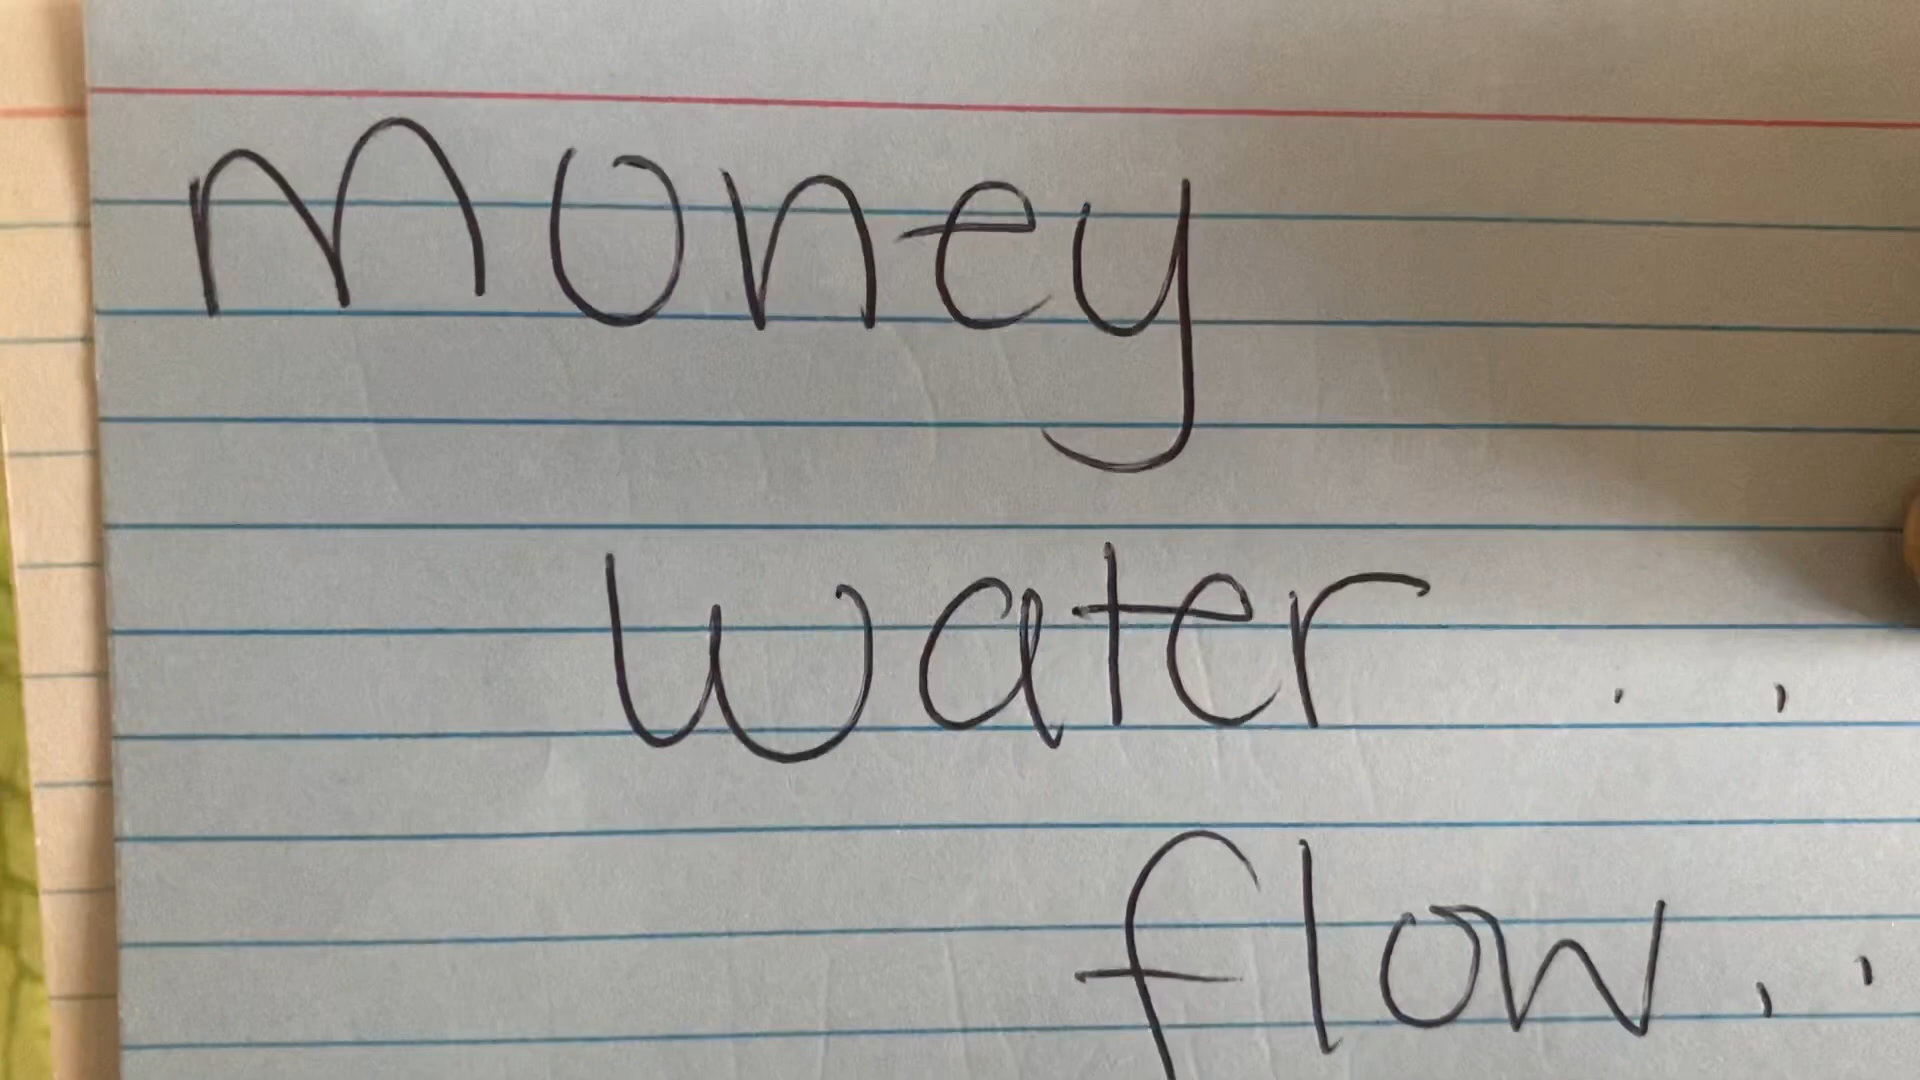 money
water . .
flow . .